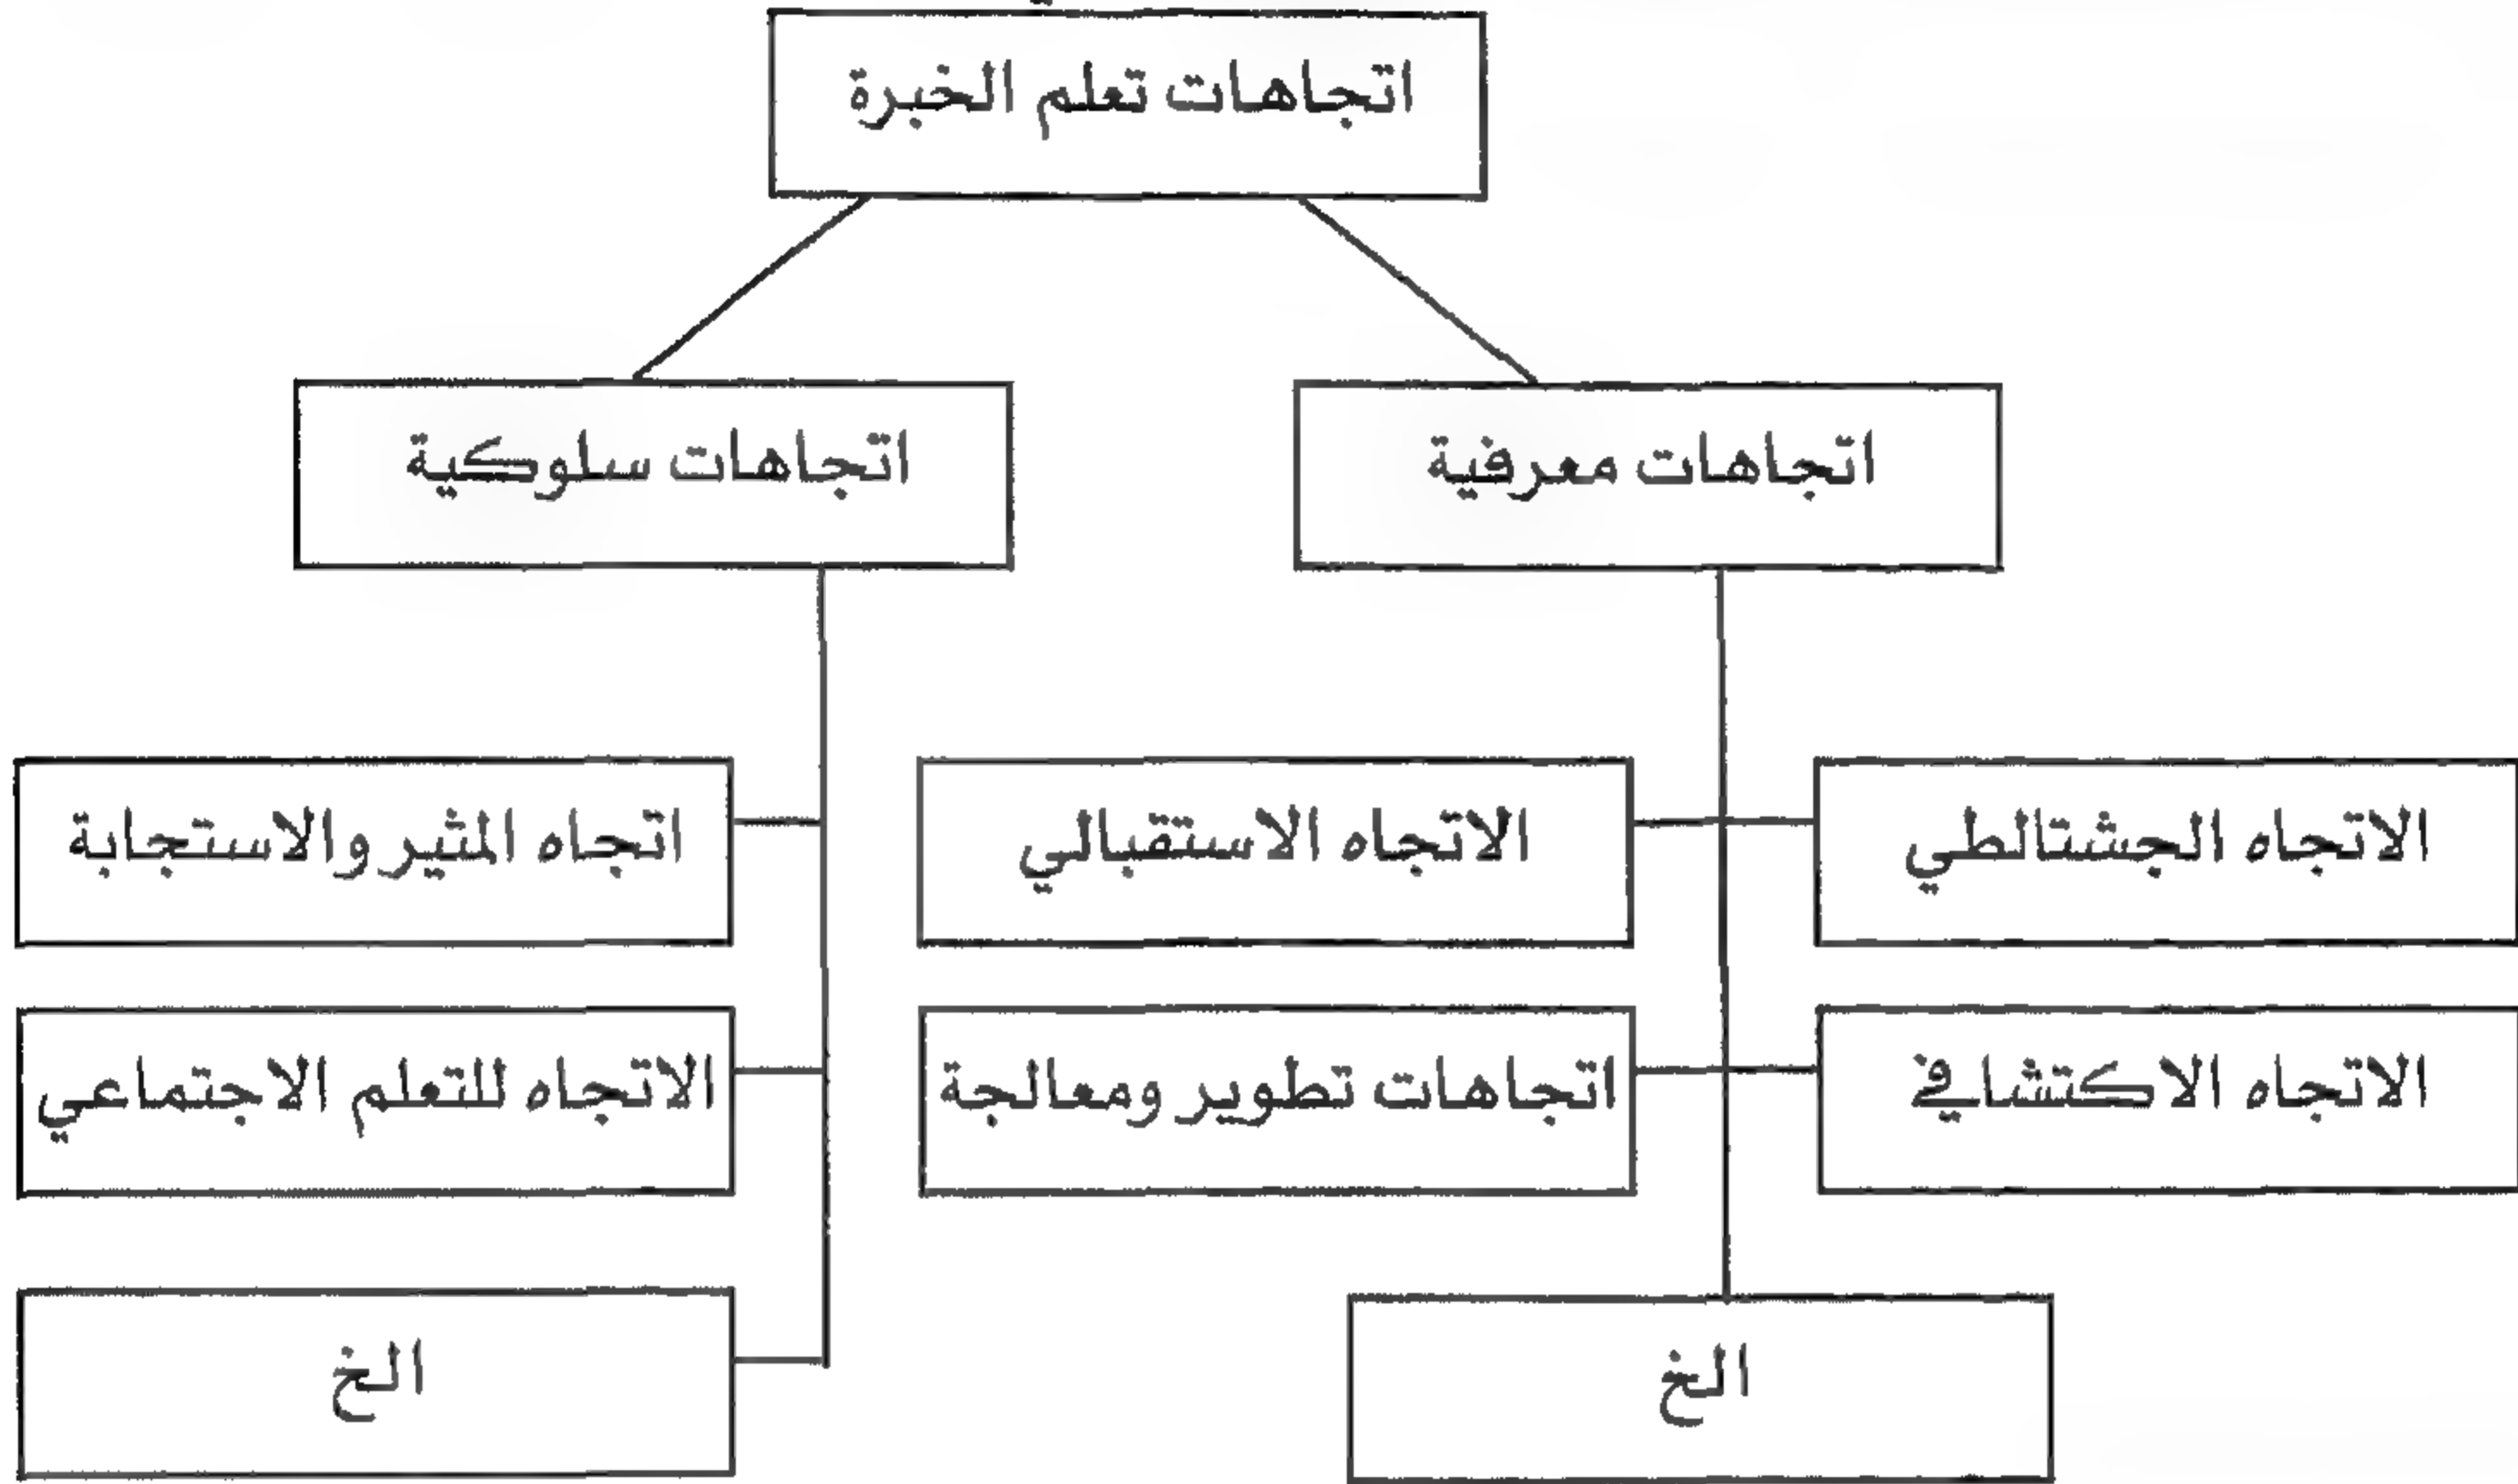 اتجاهات تعلم الخبرة
اتجاهات معرفية
اتجاهات سلوكية
الاتجاه الجشتالطي
الاتجاه الاستقبالي
اتجاه المثير والاستجابة
الاتجاه الاكتشافي
اتجاهات تطوير ومعالجة
الاتجاه للتعلم الاجتماعي
الخ
الخ